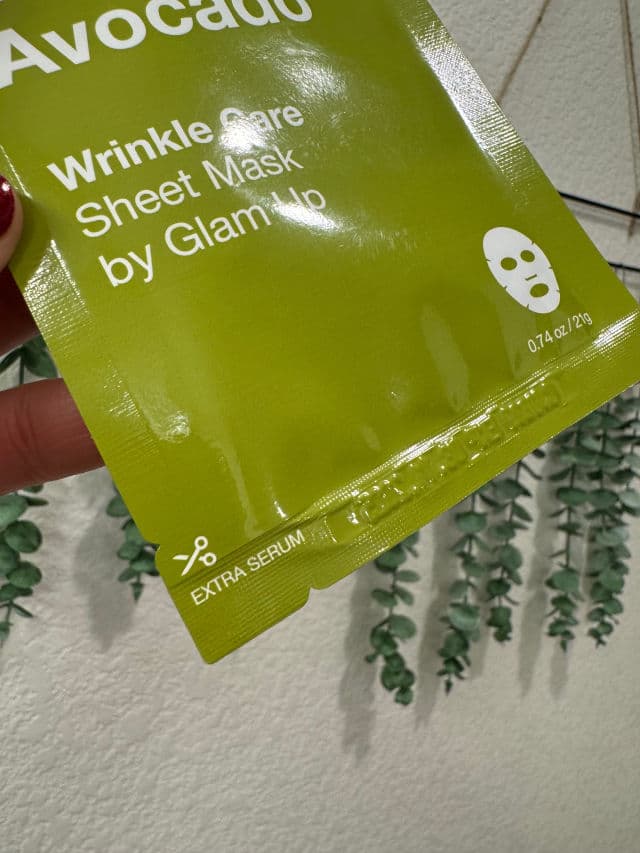 Avocado
Wrinkle Care
Sheet Mask
by Glam Up
0.74 oz/21g
EXTRA SERUM